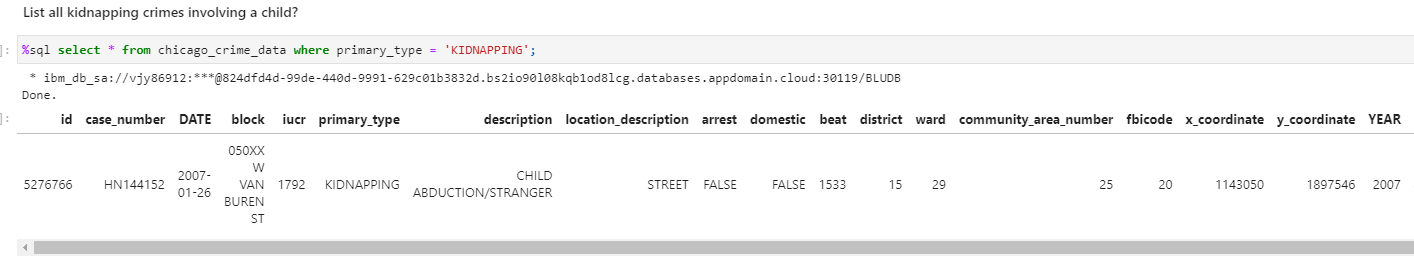 List all kidnapping crimes involving a child?
]: %sql select * from chicago_crime_data where primary_type = 'KIDNAPPING';
* ibm_db_sa://vjy86912:***@824dfd4d-99de-440d-9991-629c01b3832d.bs2io90l08kqb1od8lcg.databases.appdomain.cloud:30119/BLUDB
Done.
]: id case_number DATE block iucr primary_type description location_description arrest domestic beat district ward community_area_number fbicode x_coordinate y_coordinate YEAR
5276766 HN144152 2007-01-26 050XX W VAN BUREN ST 1792 KIDNAPPING CHILD ABDUCTION/STRANGER STREET FALSE FALSE 1533 15 29 25 20 1143050 1897546 2007